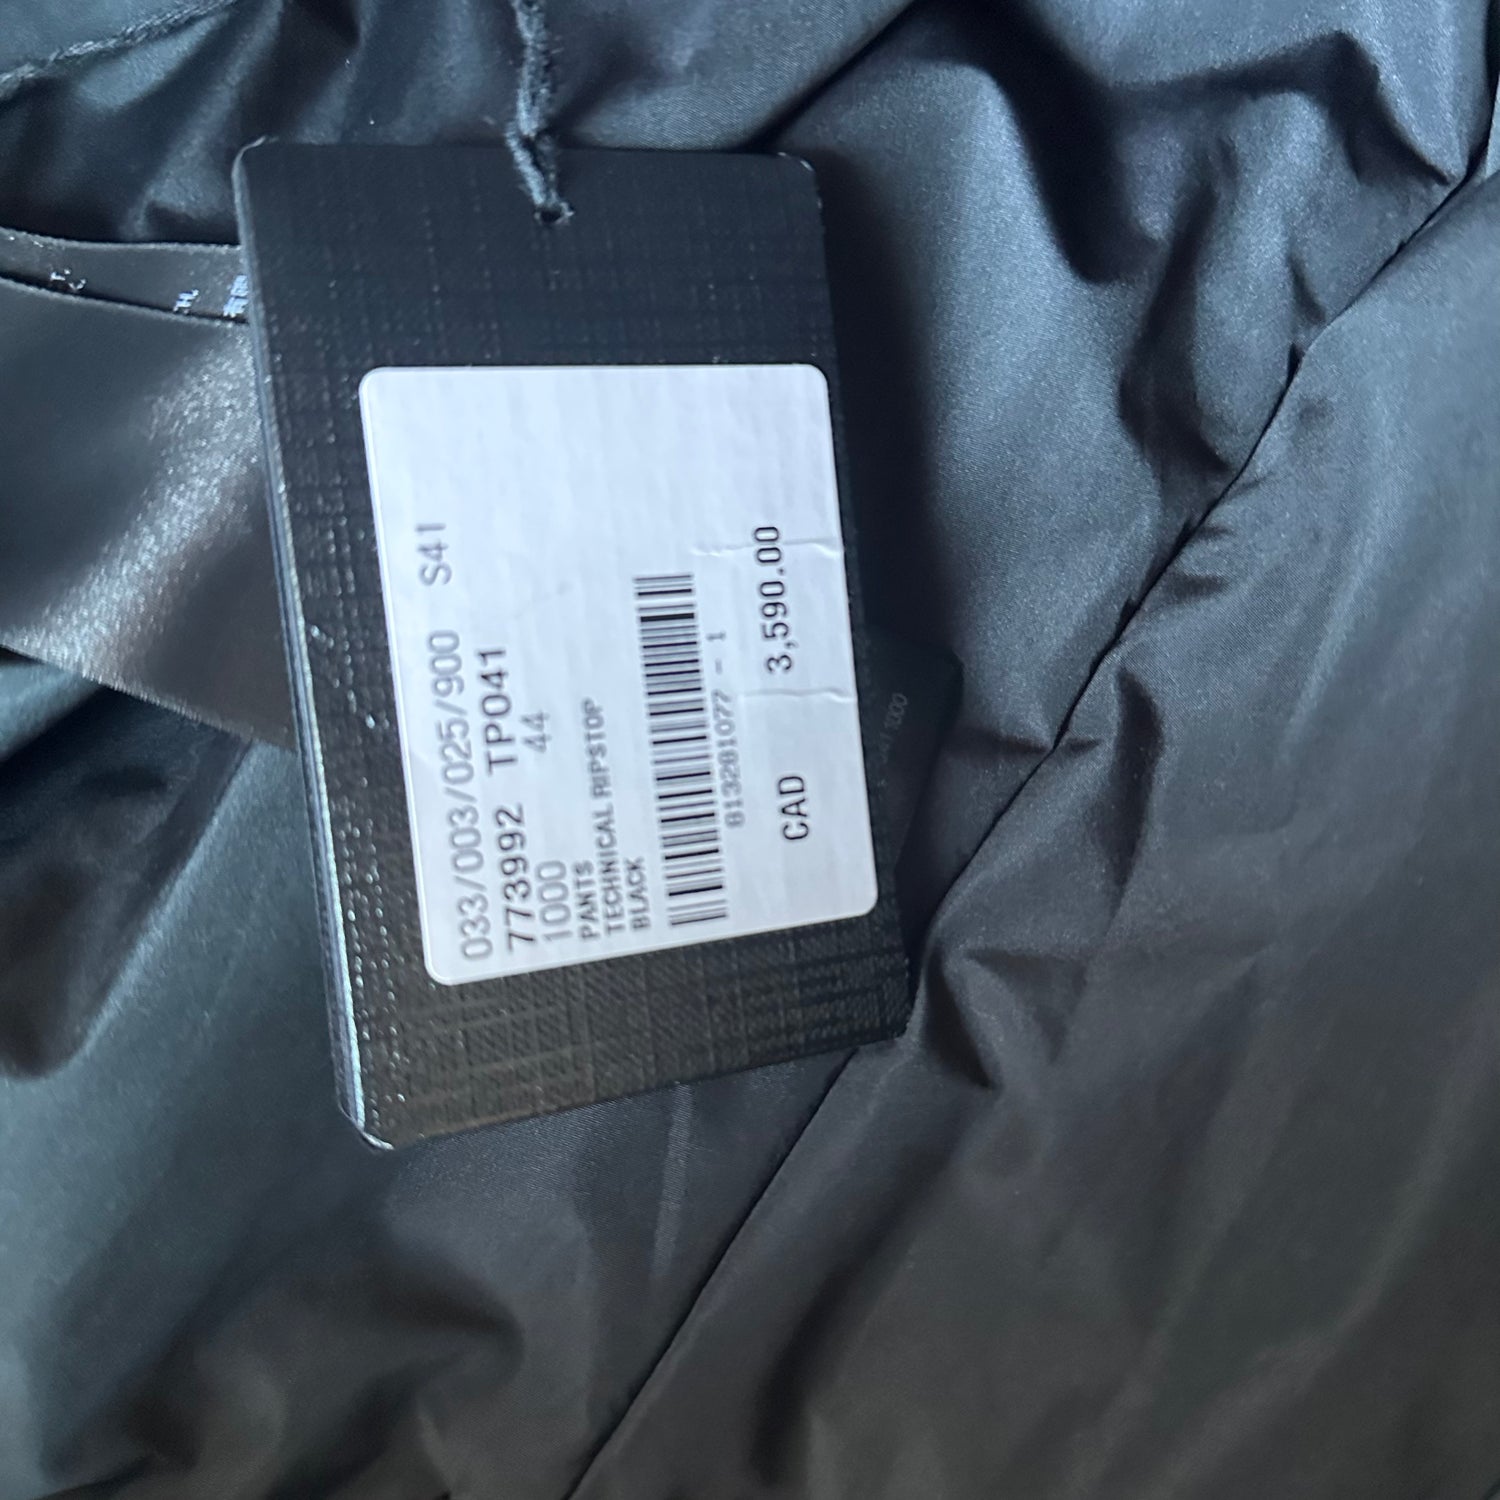 033/003/025/900 S41
773992 TP041
1000 44
PANTS
TECHNICAL RIPSTOP
BLACK
813281077 - 1
CAD 3,590.00